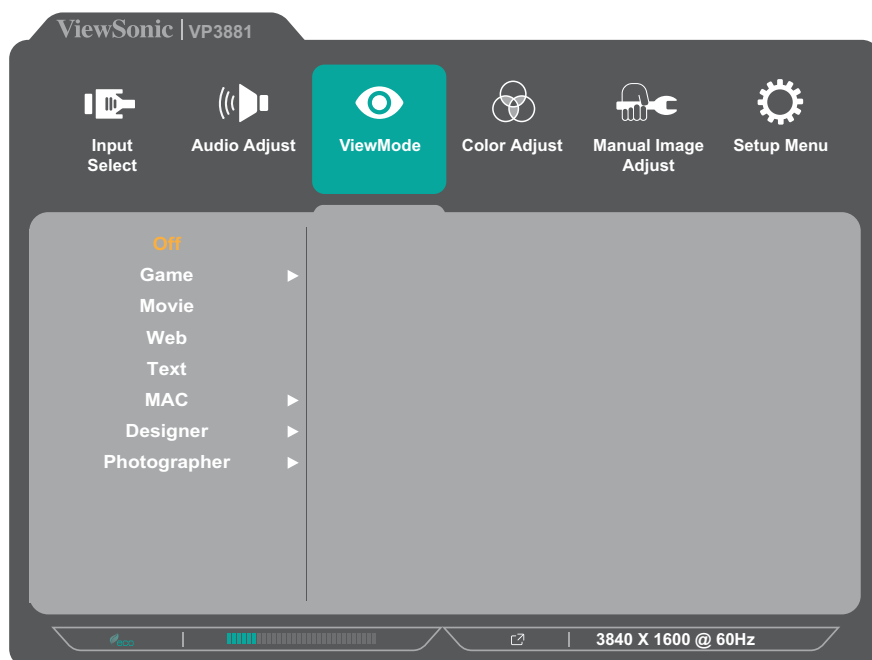 ViewSonic | VP3881
Input Select
Audio Adjust
ViewMode
Color Adjust
Manual Image Adjust
Setup Menu
Off
Game
Movie
Web
Text
MAC
Designer
Photographer
eco
3840 X 1600 @ 60Hz